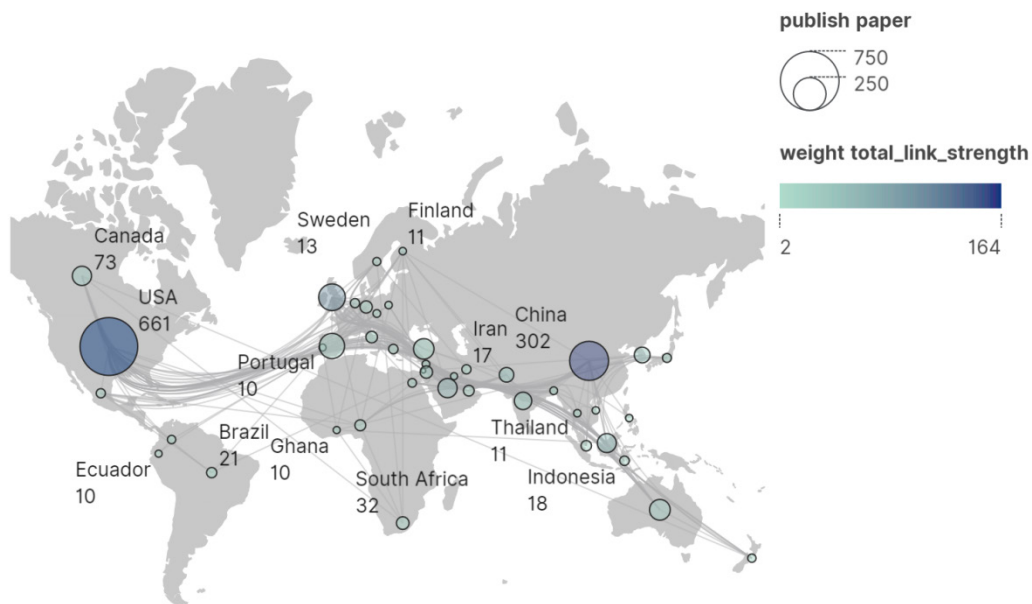 publish paper
750
250
weight total_link_strength
2
164
Sweden
13
Finland
11
Canada
73
USA
661
China
302
Iran
17
Portugal
10
Brazil
21
Ghana
10
Thailand
11
Ecuador
10
South Africa
32
Indonesia
18